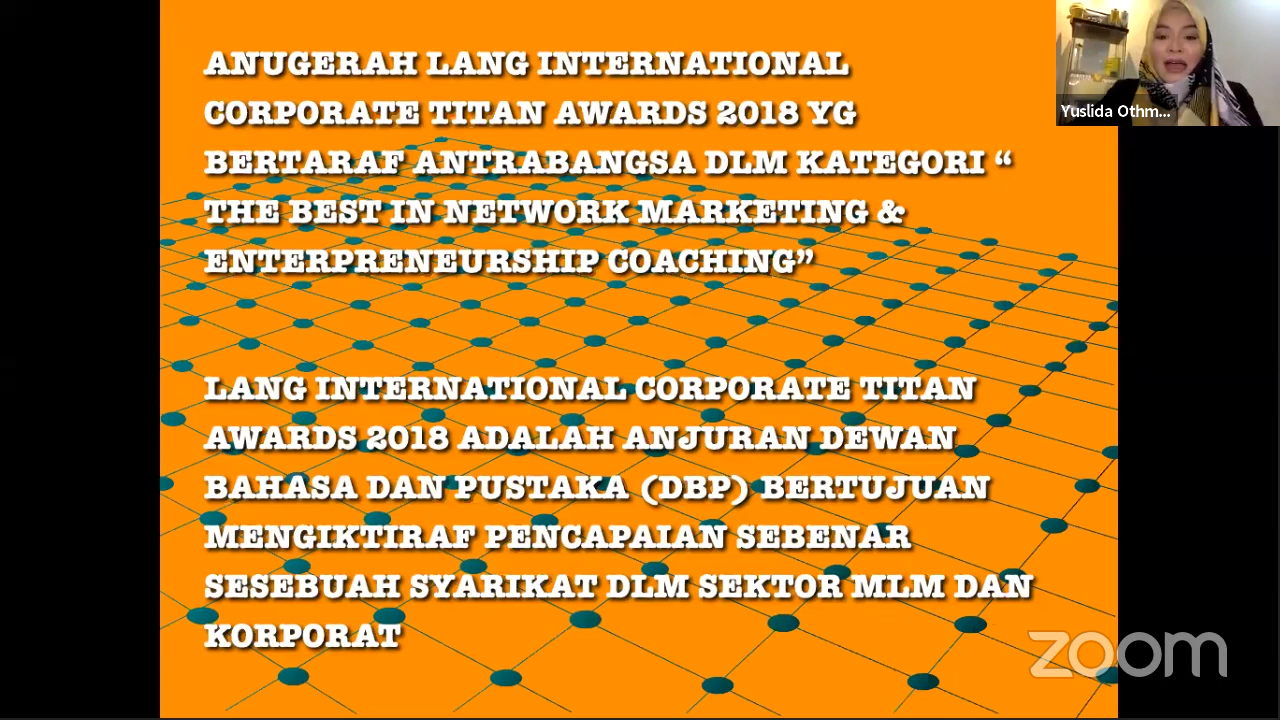 ANUGERAH LANG INTERNATIONAL
CORPORATE TITAN AWARDS 2018 YG
BERTARAF ANTRABANGSA DLM KATEGORI “
THE BEST IN NETWORK MARKETING &
ENTERPRENEURSHIP COACHING”
LANG INTERNATIONAL CORPORATE TITAN
AWARDS 2018 ADALAH ANJURAN DEWAN
BAHASA DAN PUSTAKA (DBP) BERTUJUAN
MENGIKTIRAF PENCAPAIAN SEBENAR
SESEBUAH SYARIKAT DLM SEKTOR MLM DAN
KORPORAT
Yuslida Othm...
zoom